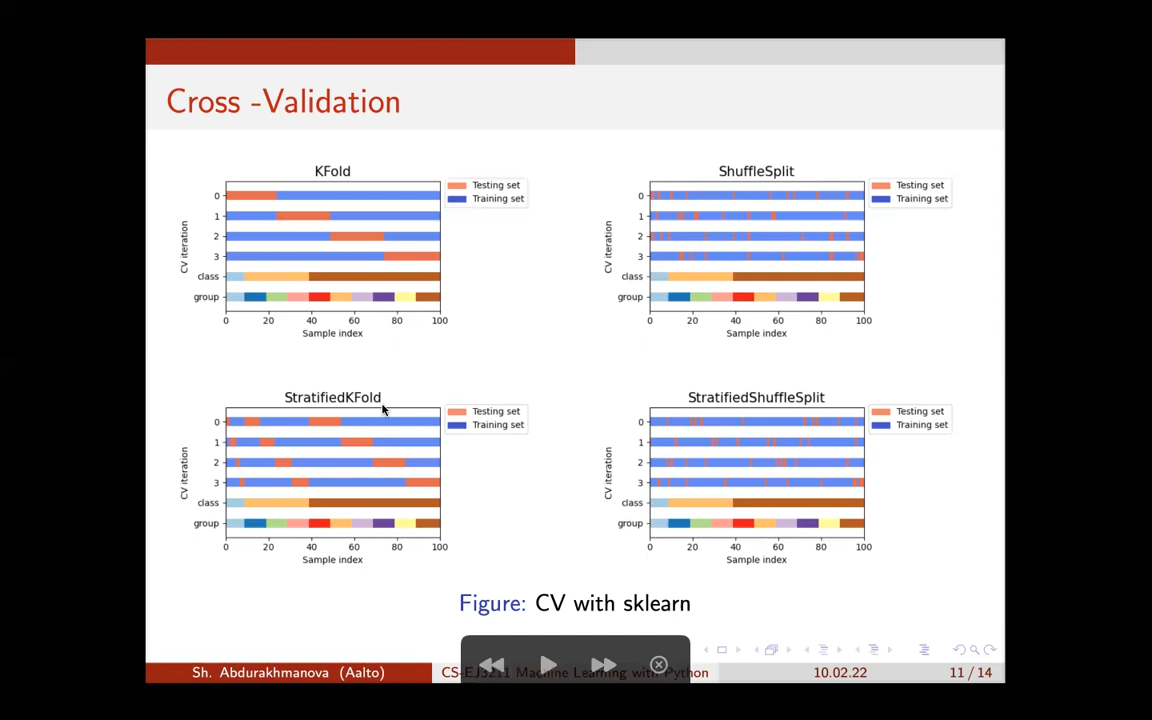 Cross -Validation
KFold
Testing set
Training set
0
1
2
3
class
group
CV iteration
0 20 40 60 80 100
Sample index
ShuffleSplit
Testing set
Training set
0
1
2
3
class
group
CV iteration
0 20 40 60 80 100
Sample index
StratifiedKFold
Testing set
Training set
0
1
2
3
class
group
CV iteration
0 20 40 60 80 100
Sample index
StratifiedShuffleSplit
Testing set
Training set
0
1
2
3
class
group
CV iteration
0 20 40 60 80 100
Sample index
Figure: CV with sklearn
Sh. Abdurakhmanova (Aalto) CS-EJ3211 Machine Learning with Python 10.02.22 11 / 14